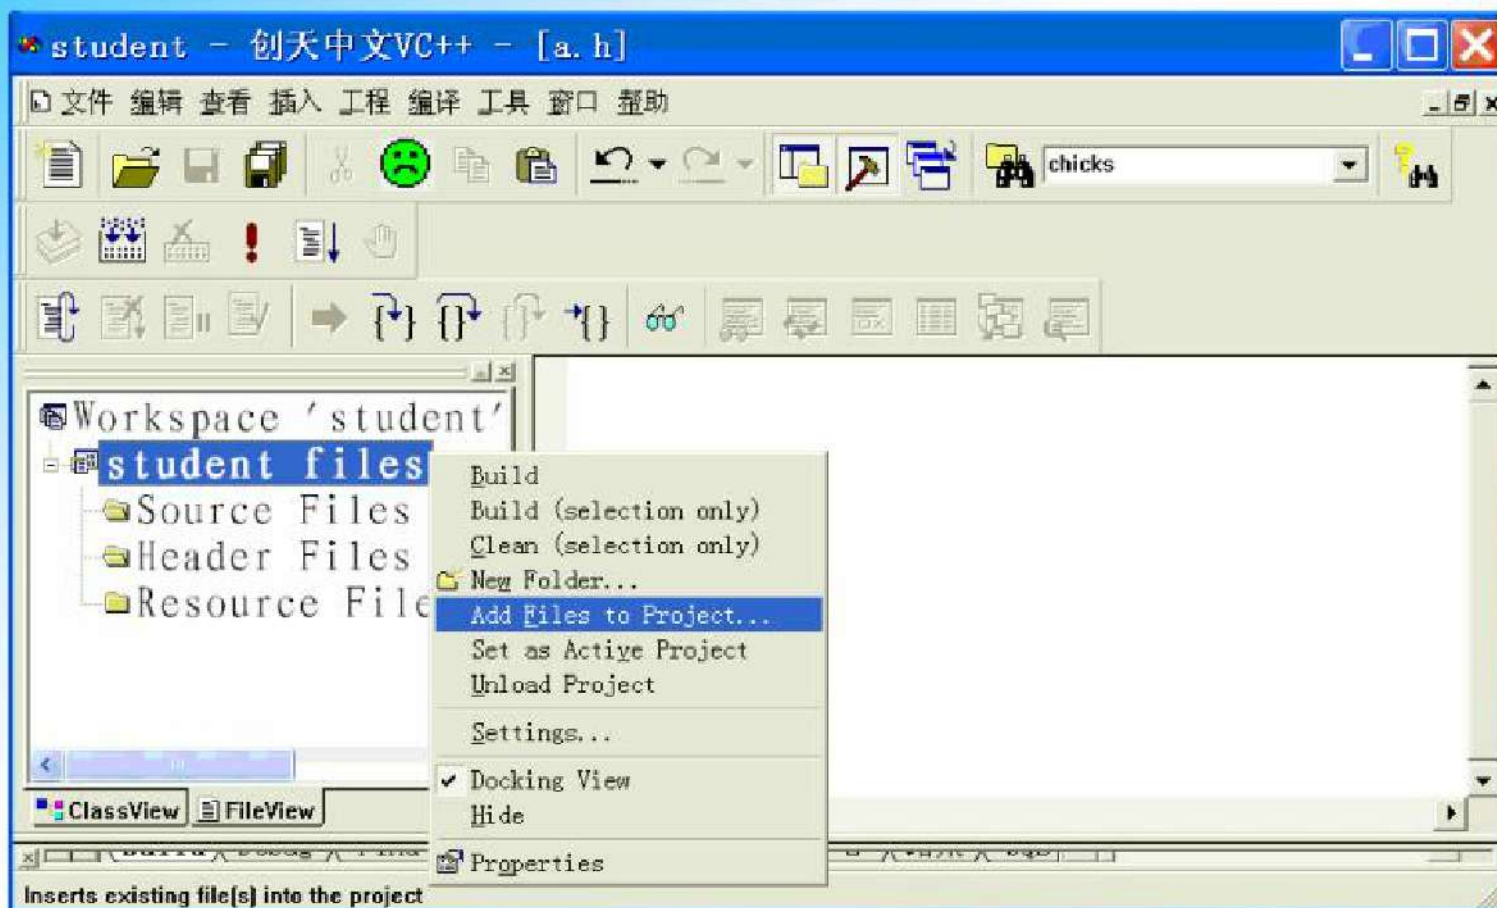 student - 创天中文VC++ - [a.h]
文件 编辑 查看 插入 工程 编译 工具 窗口 帮助
chicks
Workspace 'student'
student files
Source Files
Header Files
Resource File
Build
Build (selection only)
Clean (selection only)
New Folder...
Add Files to Project...
Set as Active Project
Unload Project
Settings...
Docking View
Hide
Properties
ClassView FileView
Inserts existing file(s) into the project